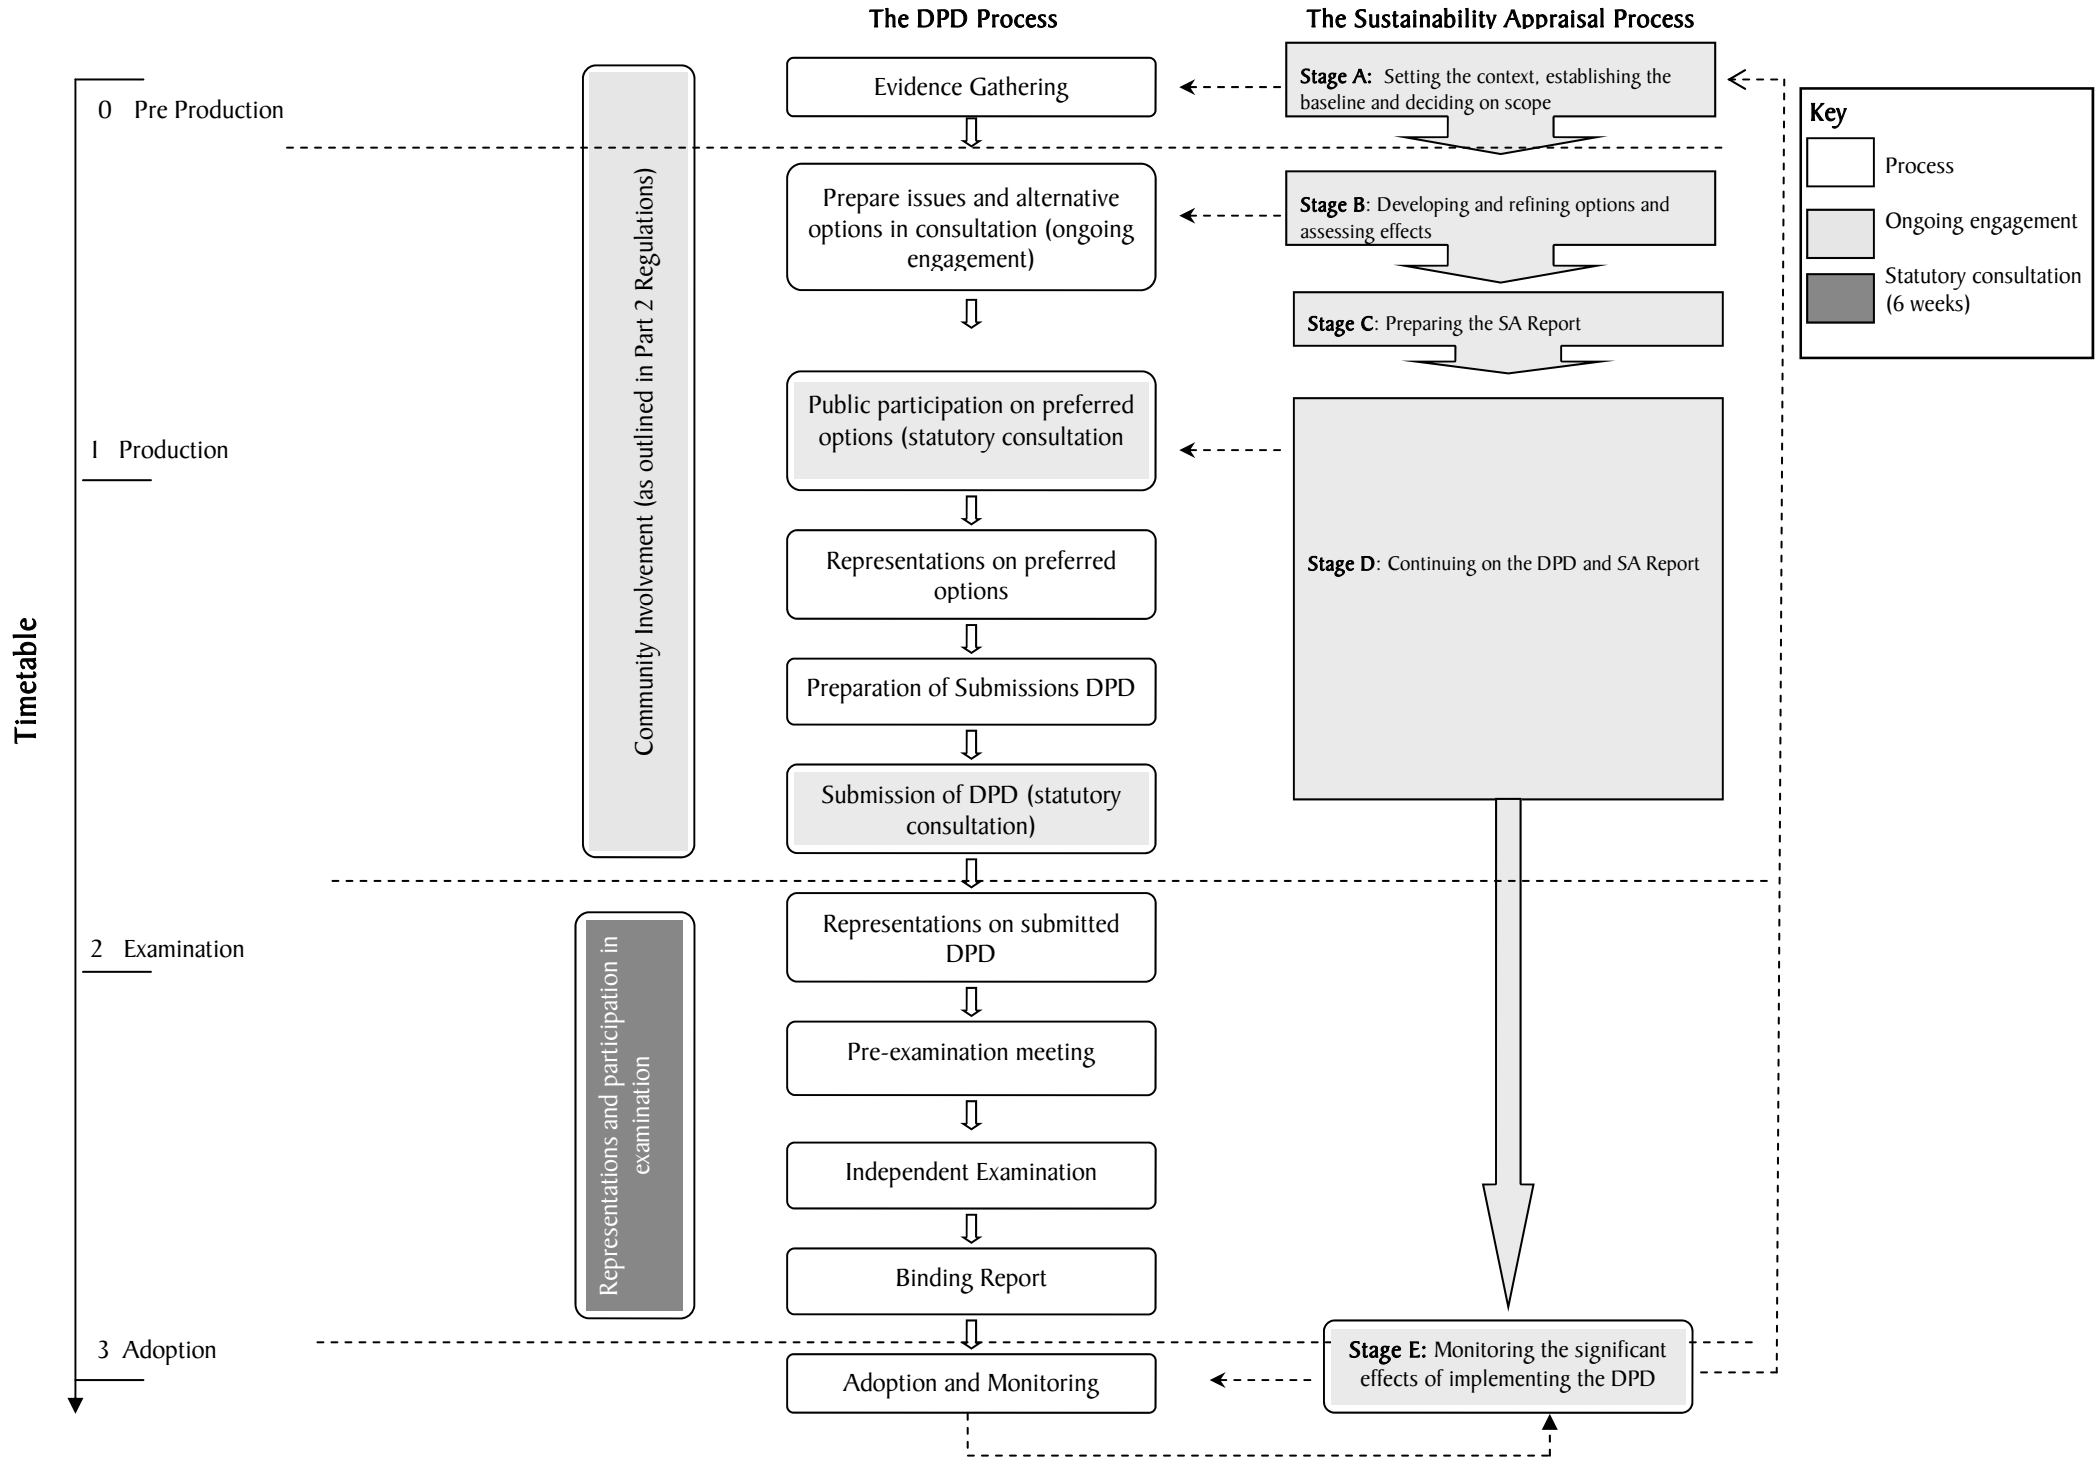 The DPD Process
The Sustainability Appraisal Process
Timetable
0 Pre Production
1 Production
2 Examination
3 Adoption
Community Involvement (as outlined in Part 2 Regulations)
Representations and participation in
examination
Evidence Gathering
Prepare issues and alternative
options in consultation (ongoing
engagement)
Public participation on preferred
options (statutory consultation
Representations on preferred
options
Preparation of Submissions DPD
Submission of DPD (statutory
consultation)
Representations on submitted
DPD
Pre-examination meeting
Independent Examination
Binding Report
Adoption and Monitoring
Stage A: Setting the context, establishing the
baseline and deciding on scope
Stage B: Developing and refining options and
assessing effects
Stage C: Preparing the SA Report
Stage D: Continuing on the DPD and SA Report
Stage E: Monitoring the significant
effects of implementing the DPD
Key
Process
Ongoing engagement
Statutory consultation
(6 weeks)